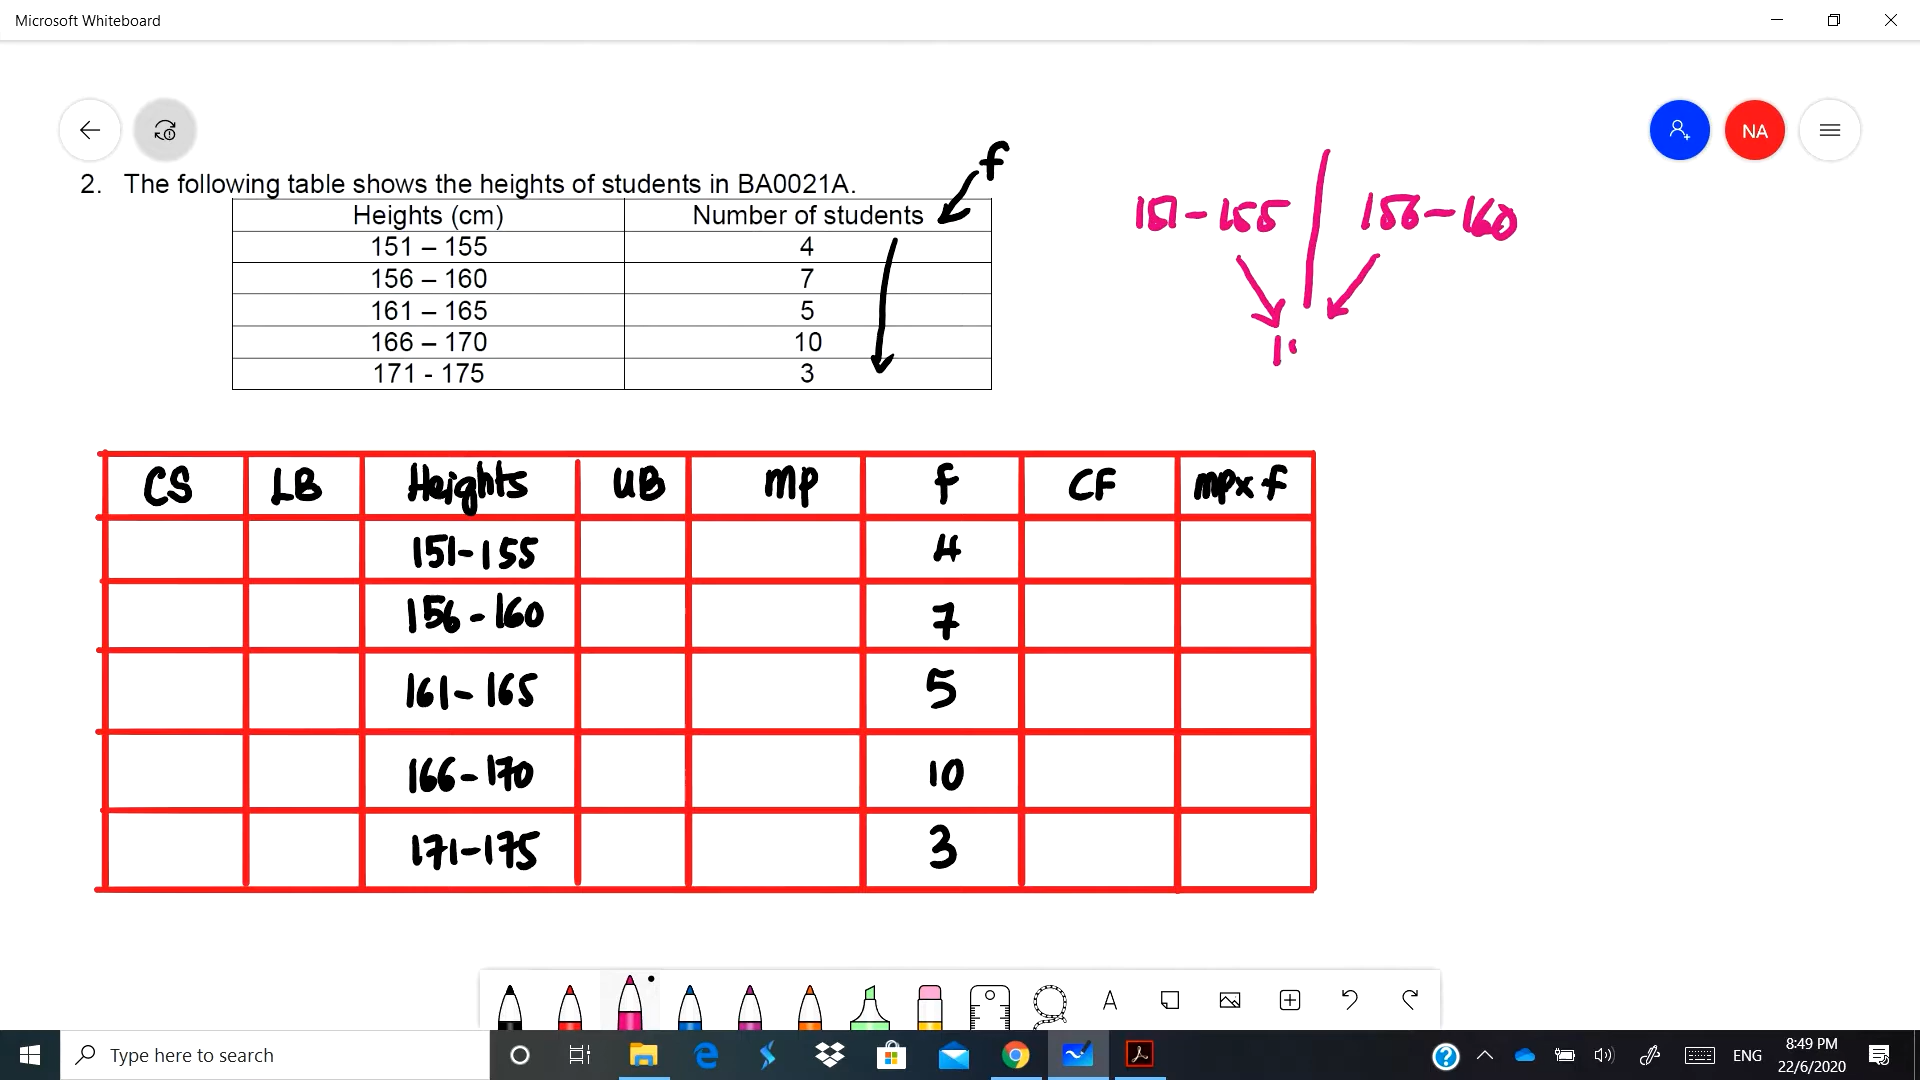 Microsoft Whiteboard
NA
f
2. The following table shows the heights of students in BA0021A.
Heights (cm) Number of students
151 – 155 4
156 – 160 7
161 – 165 5
166 – 170 10
171 - 175 3
151-155 156-160
CS LB Heights UB MP f CF MPx f
151-155 4
156-160 7
161-165 5
166-170 10
171-175 3
Type here to search
ENG
8:49 PM
22/6/2020